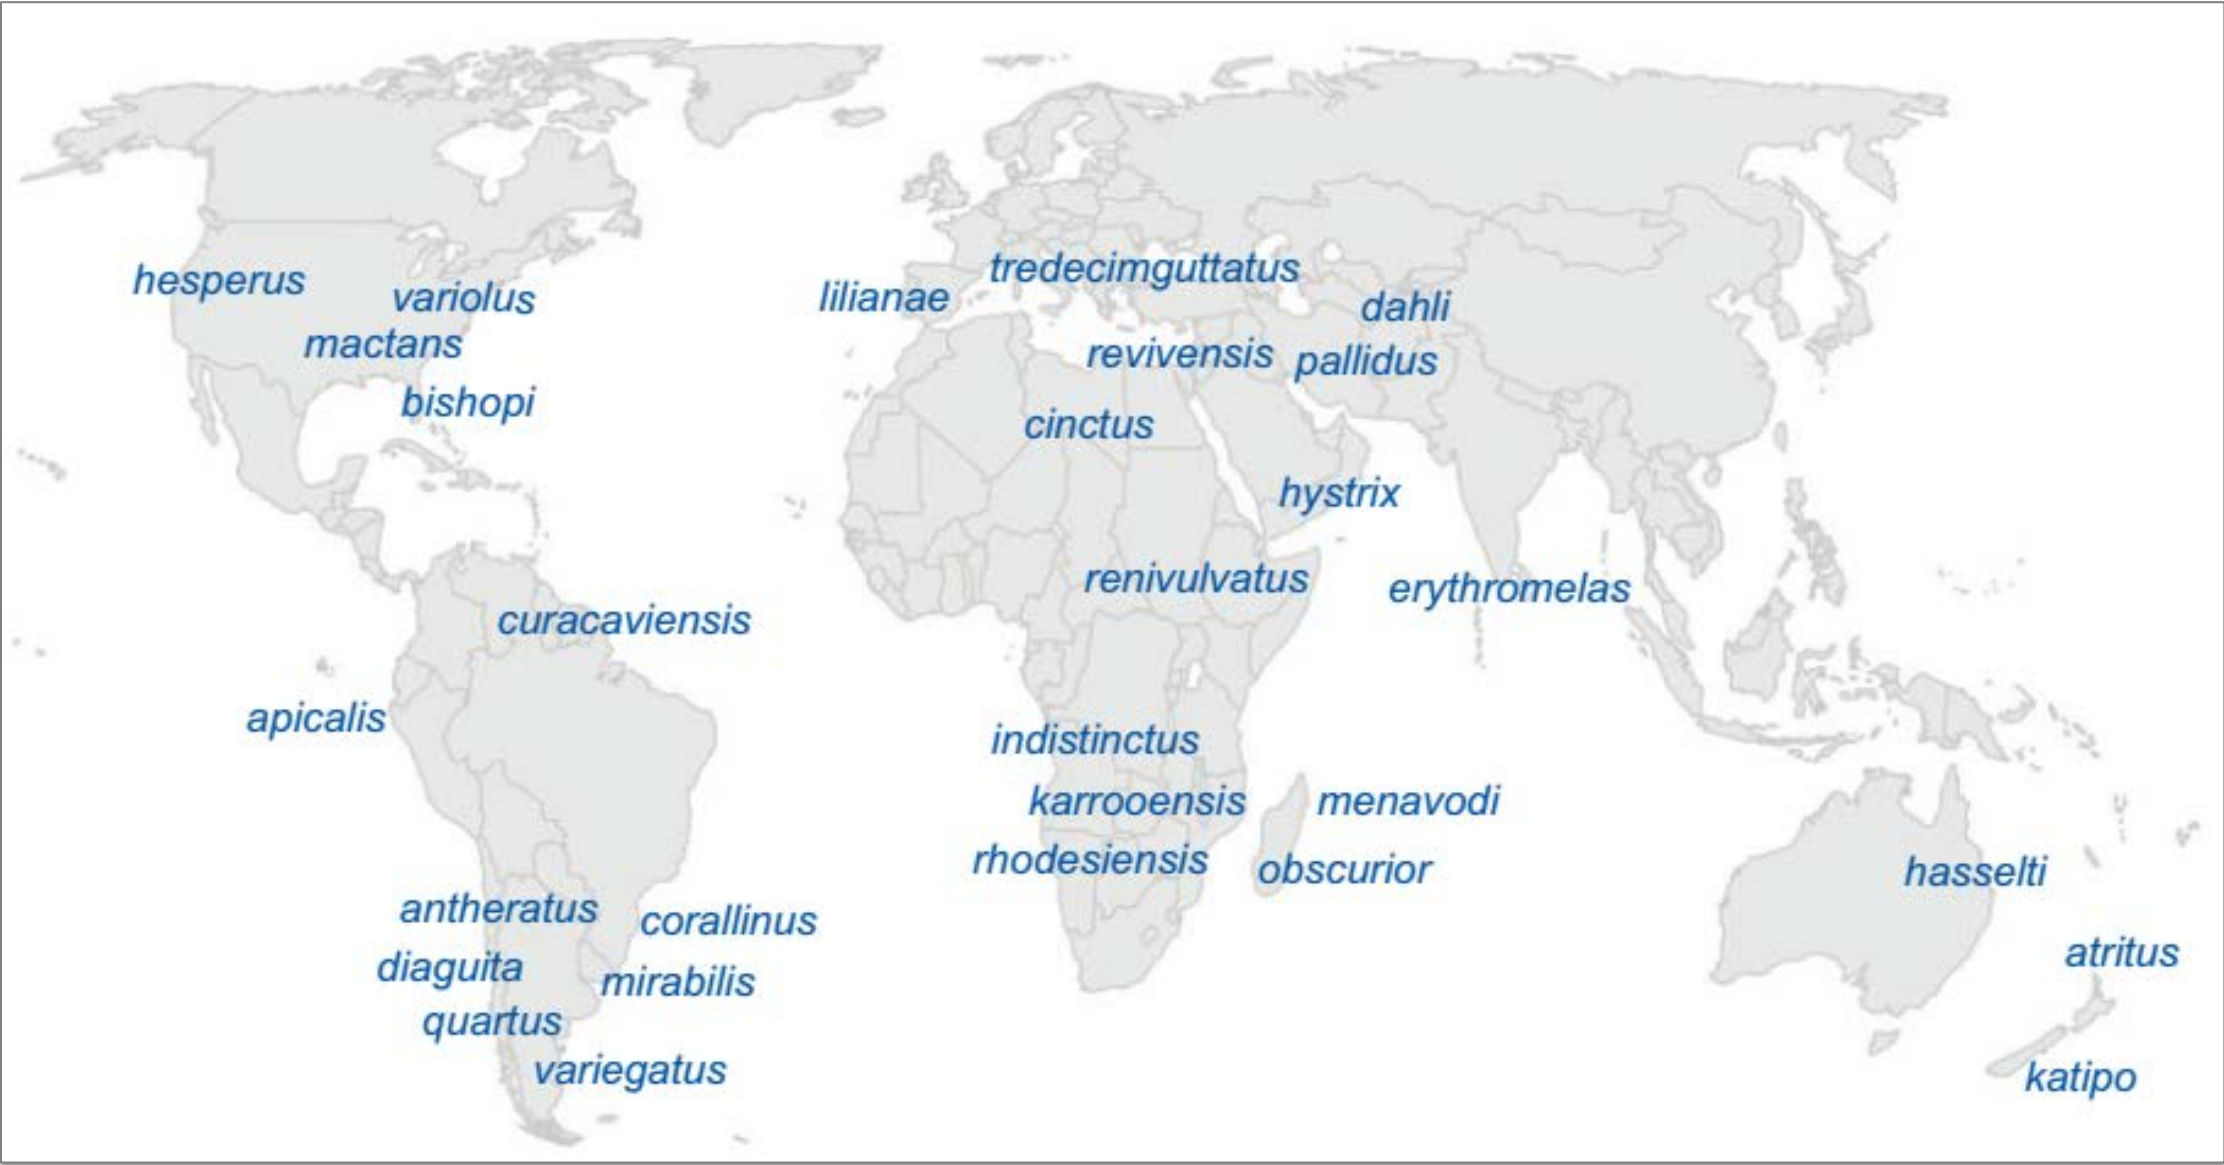 hesperus
variolus
mactans
bishopi
curacaviensis
apicalis
antheratus
corallinus
diaguita
mirabilis
quartus
variegatus
lilianae
tredecimguttatus
dahli
revivensis
pallidus
cinctus
hystrix
renivulvatus
erythromelas
indistinctus
karrooensis
menavodi
rhodesiensis
obscurior
hasselti
atritus
katipo